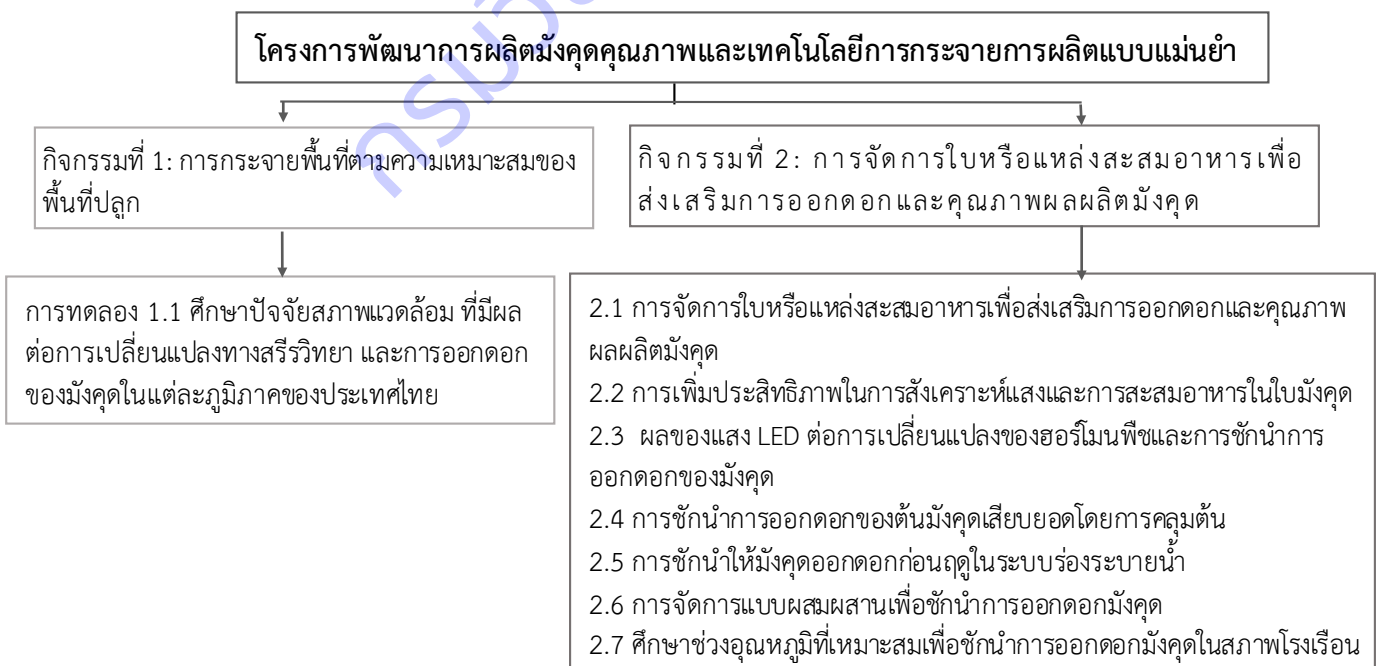 โครงการพัฒนาการผลิตมังคุดคุณภาพและเทคโนโลยีการกระจายการผลิตแบบแม่นยำ
กิจกรรมที่ 1: การกระจายพื้นที่ตามความเหมาะสมของ
พื้นที่ปลูก
กิจกรรมที่ 2: การจัดการใบหรือแหล่งสะสมอาหารเพื่อ
ส่งเสริมการออกดอกและคุณภาพผลผลิตมังคุด
การทดลอง 1.1 ศึกษาปัจจัยสภาพแวดล้อม ที่มีผล
ต่อการเปลี่ยนแปลงทางสรีรวิทยา และการออกดอก
ของมังคุดในแต่ละภูมิภาคของประเทศไทย
2.1 การจัดการใบหรือแหล่งสะสมอาหารเพื่อส่งเสริมการออกดอกและคุณภาพ
ผลผลิตมังคุด
2.2 การเพิ่มประสิทธิภาพในการสังเคราะห์แสงและการสะสมอาหารในใบมังคุด
2.3 ผลของแสง LED ต่อการเปลี่ยนแปลงของฮอร์โมนพืชและการชักนำการ
ออกดอกของมังคุด
2.4 การชักนำการออกดอกของต้นมังคุดเสียบยอดโดยการคลุมต้น
2.5 การชักนำให้มังคุดออกดอกก่อนฤดูในระบบร่องระบายน้ำ
2.6 การจัดการแบบผสมผสานเพื่อชักนำการออกดอกมังคุด
2.7 ศึกษาช่วงอุณหภูมิที่เหมาะสมเพื่อชักนำการออกดอกมังคุดในสภาพโรงเรือน